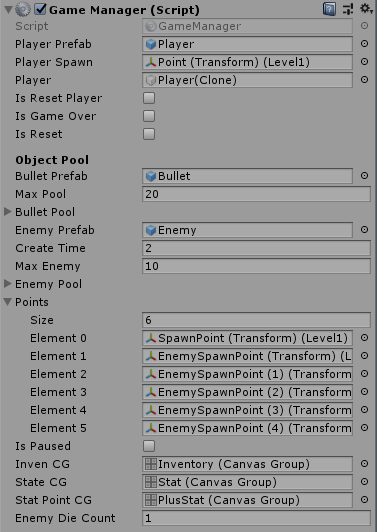 Game Manager (Script)
Script GameManager
Player Prefab Player
Player Spawn Point (Transform) (Level1)
Player Player(Clone)
Is Reset Player
Is Game Over
Is Reset
Object Pool
Bullet Prefab Bullet
Max Pool 20
Bullet Pool
Enemy Prefab Enemy
Create Time 2
Max Enemy 10
Enemy Pool
Points
Size 6
Element 0 SpawnPoint (Transform) (Level1)
Element 1 EnemySpawnPoint (Transform) (L
Element 2 EnemySpawnPoint (1) (Transform
Element 3 EnemySpawnPoint (2) (Transform
Element 4 EnemySpawnPoint (3) (Transform
Element 5 EnemySpawnPoint (4) (Transform
Is Paused
Inven CG Inventory (Canvas Group)
State CG Stat (Canvas Group)
Stat Point CG PlusStat (Canvas Group)
Enemy Die Count 1